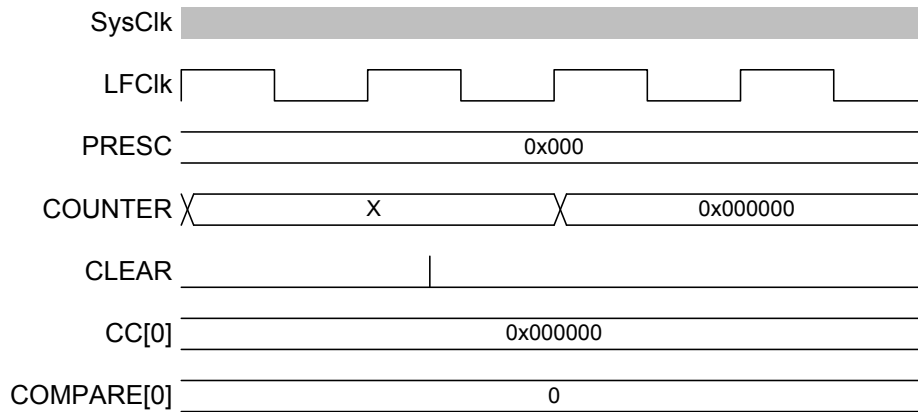 SysClk
LFClk
PRESC 0x000
COUNTER X 0x000000
CLEAR
CC[0] 0x000000
COMPARE[0] 0